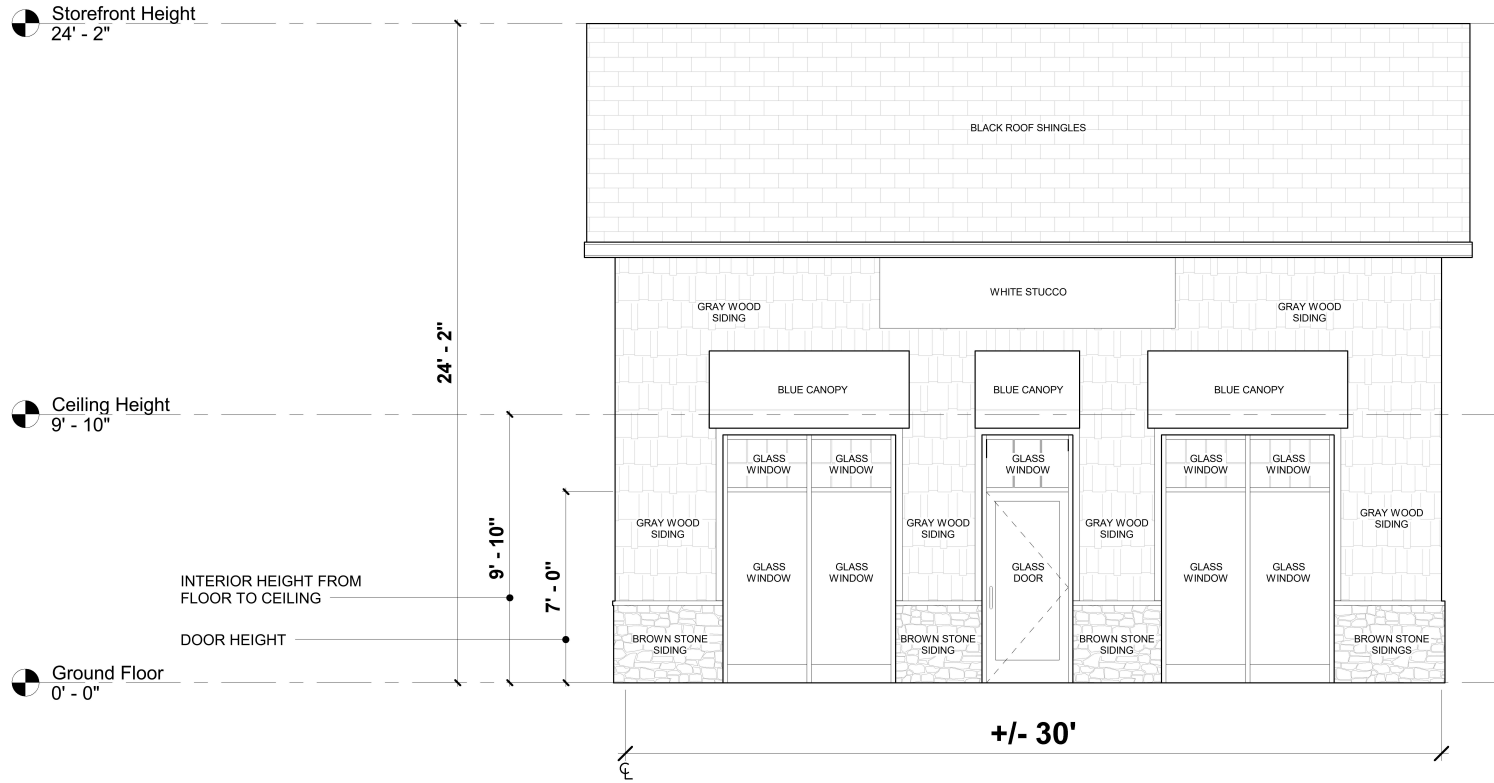 Storefront Height
24' - 2"
BLACK ROOF SHINGLES
WHITE STUCCO
GRAY WOOD
SIDING
GRAY WOOD
SIDING
24' - 2"
BLUE CANOPY
BLUE CANOPY
BLUE CANOPY
Ceiling Height
9' - 10"
GLASS
WINDOW
GLASS
WINDOW
GLASS
WINDOW
GLASS
WINDOW
GLASS
WINDOW
GRAY WOOD
SIDING
GRAY WOOD
SIDING
GRAY WOOD
SIDING
GRAY WOOD
SIDING
9' - 10"
7' - 0"
GLASS
WINDOW
GLASS
WINDOW
GLASS
DOOR
GLASS
WINDOW
GLASS
WINDOW
INTERIOR HEIGHT FROM
FLOOR TO CEILING
DOOR HEIGHT
BROWN STONE
SIDING
BROWN STONE
SIDING
BROWN STONE
SIDING
BROWN STONE
SIDINGS
Ground Floor
0' - 0"
+/- 30'
℄